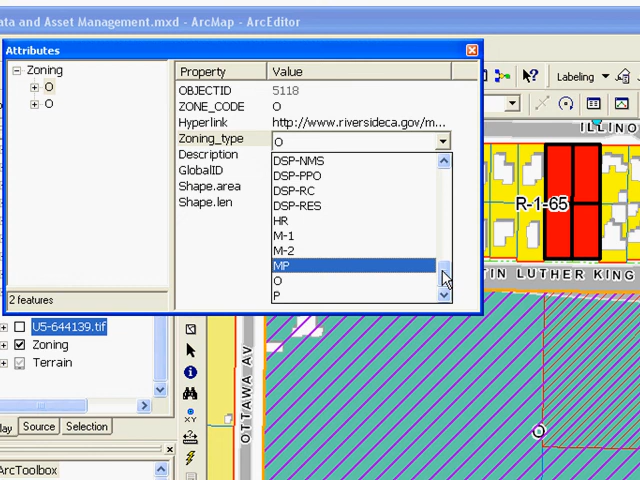 ata and Asset Management.mxd - ArcMap - ArcEditor
Attributes
Zoning
O
O
2 features
Property Value
OBJECTID 5118
ZONE_CODE O
Hyperlink http://www.riversideca.gov/m...
Zoning_type O
Description
GlobalID
Shape.area
Shape.len
DSP-NMS
DSP-PPO
DSP-RC
DSP-RES
HR
M-1
M-2
MP
O
P
Labeling
ILLINO
R-1-65
TIN LUTHER KING
OTTAWA AV
O
U5-644139.tif
Zoning
Terrain
lay Source Selection
ArcToolbox
XY